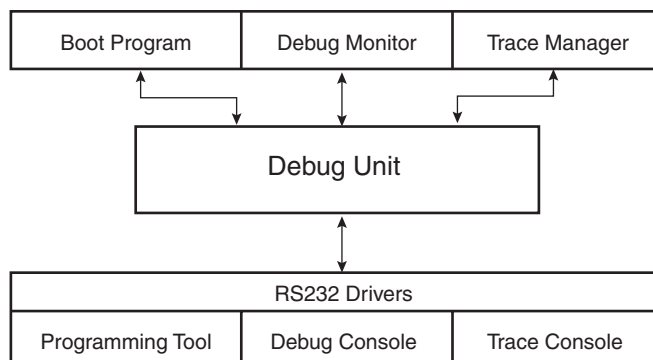 Boot Program Debug Monitor Trace Manager
Debug Unit
RS232 Drivers
Programming Tool Debug Console Trace Console